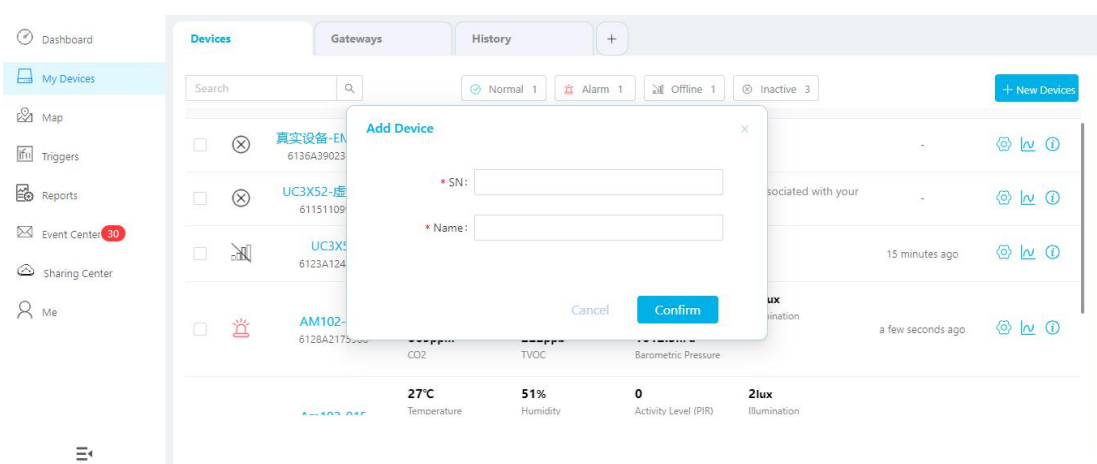 Dashboard
My Devices
Map
Triggers
Reports
Event Center 30
Sharing Center
Me
Devices
Gateways
History
+
Search
Normal 1
Alarm 1
Offline 1
Inactive 3
+ New Devices
Add Device
* SN:
* Name:
Cancel
Confirm
真实设备-EM
6136A39023
-
UC3X52-虚
61151109
sociated with your
-
UC3X5
6123A124
15 minutes ago
AM102-
6128A2175
lux
ination
a few seconds ago
CO2
TVOC
Barometric Pressure
27℃
51%
0
2lux
Temperature
Humidity
Activity Level (PIR)
Illumination